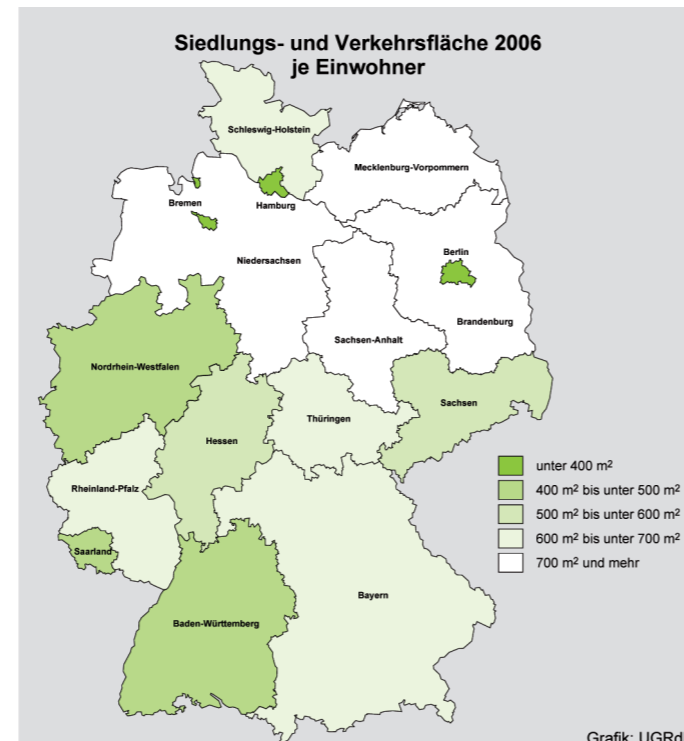 Siedlungs- und Verkehrsfläche 2006
je Einwohner
Schleswig-Holstein
Mecklenburg-Vorpommern
Bremen
Hamburg
Niedersachsen
Berlin
Brandenburg
Sachsen-Anhalt
Nordrhein-Westfalen
Sachsen
Thüringen
Hessen
Rheinland-Pfalz
Saarland
Bayern
Baden-Württemberg
unter 400 m²
400 m² bis unter 500 m²
500 m² bis unter 600 m²
600 m² bis unter 700 m²
700 m² und mehr
Grafik: UGRd